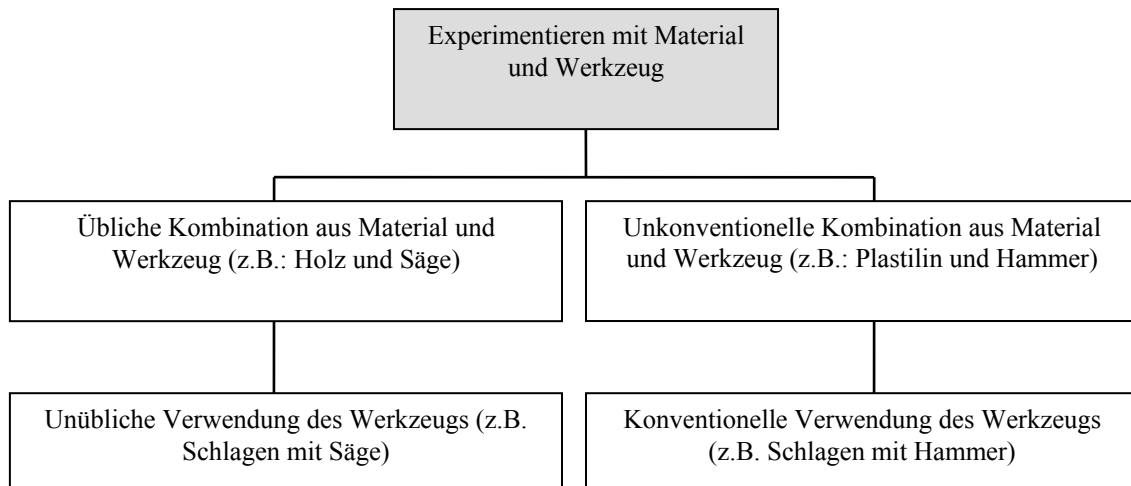 Experimentieren mit Material
und Werkzeug
Übliche Kombination aus Material und
Werkzeug (z.B.: Holz und Säge)
Unkonventionelle Kombination aus Material
und Werkzeug (z.B.: Plastilin und Hammer)
Unübliche Verwendung des Werkzeugs (z.B.
Schlagen mit Säge)
Konventionelle Verwendung des Werkzeugs
(z.B. Schlagen mit Hammer)